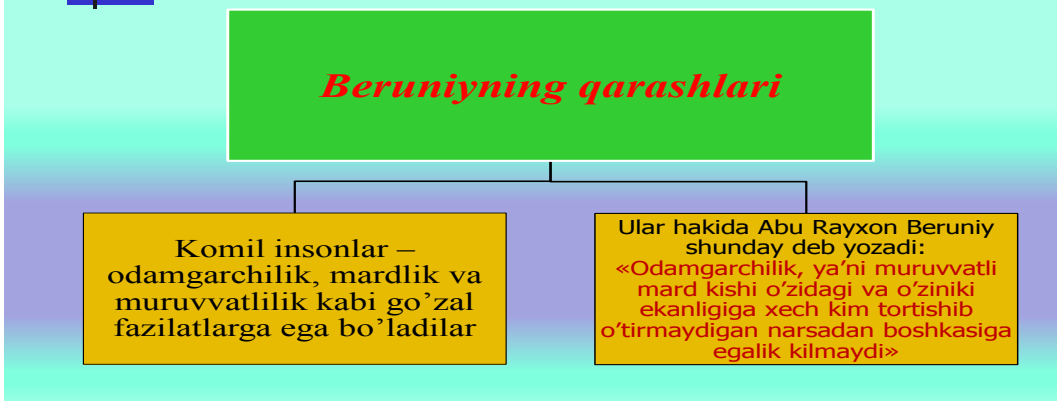 Beruniyning qarashlari
Komil insonlar –
odamgarchilik, mardlik va
muruvvatlilik kabi go’zal
fazilatlarga ega bo’ladilar
Ular hakida Abu Rayxon Beruniy
shunday deb yozadi:
«Odamgarchilik, ya’ni muruvvatli
mard kishi o’zidagi va o’ziniki
ekanligiga xech kim tortishib
o’tirmaydigan narsadan boshkasiga
egalik kilmaydi»